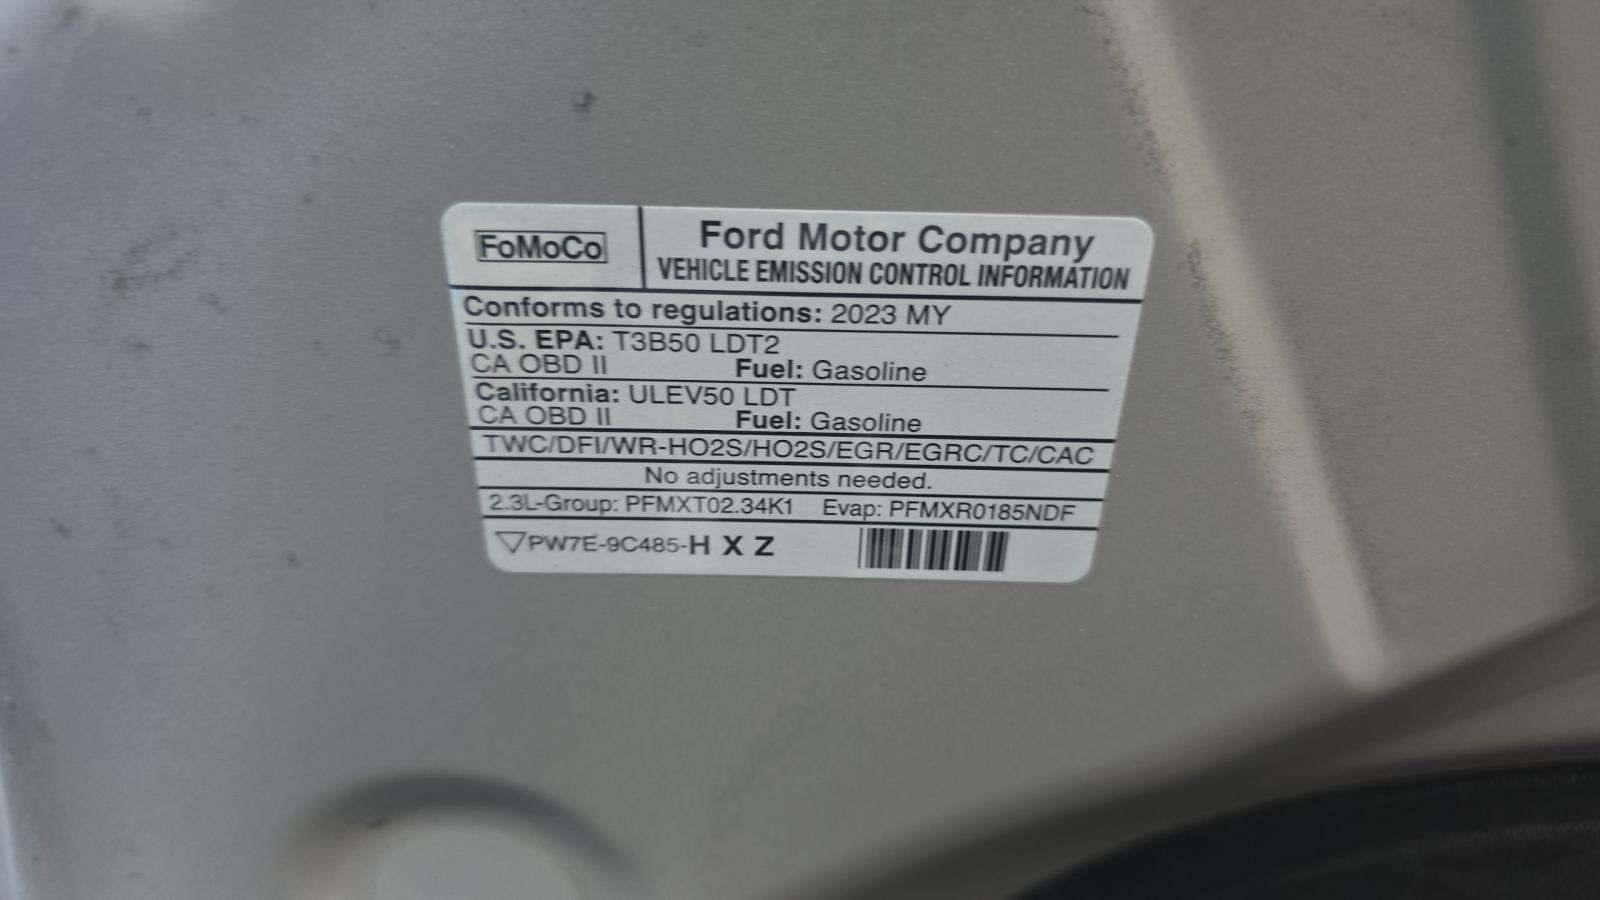 FoMoCo
Ford Motor Company
VEHICLE EMISSION CONTROL INFORMATION
Conforms to regulations: 2023 MY
U.S. EPA: T3B50 LDT2
CA OBD II Fuel: Gasoline
California: ULEV50 LDT
CA OBD II Fuel: Gasoline
TWC/DFI/WR-HO2S/HO2S/EGR/EGRC/TC/CAC
No adjustments needed.
2.3L-Group: PFMXT02.34K1 Evap: PFMXR0185NDF
PW7E-9C485-H X Z